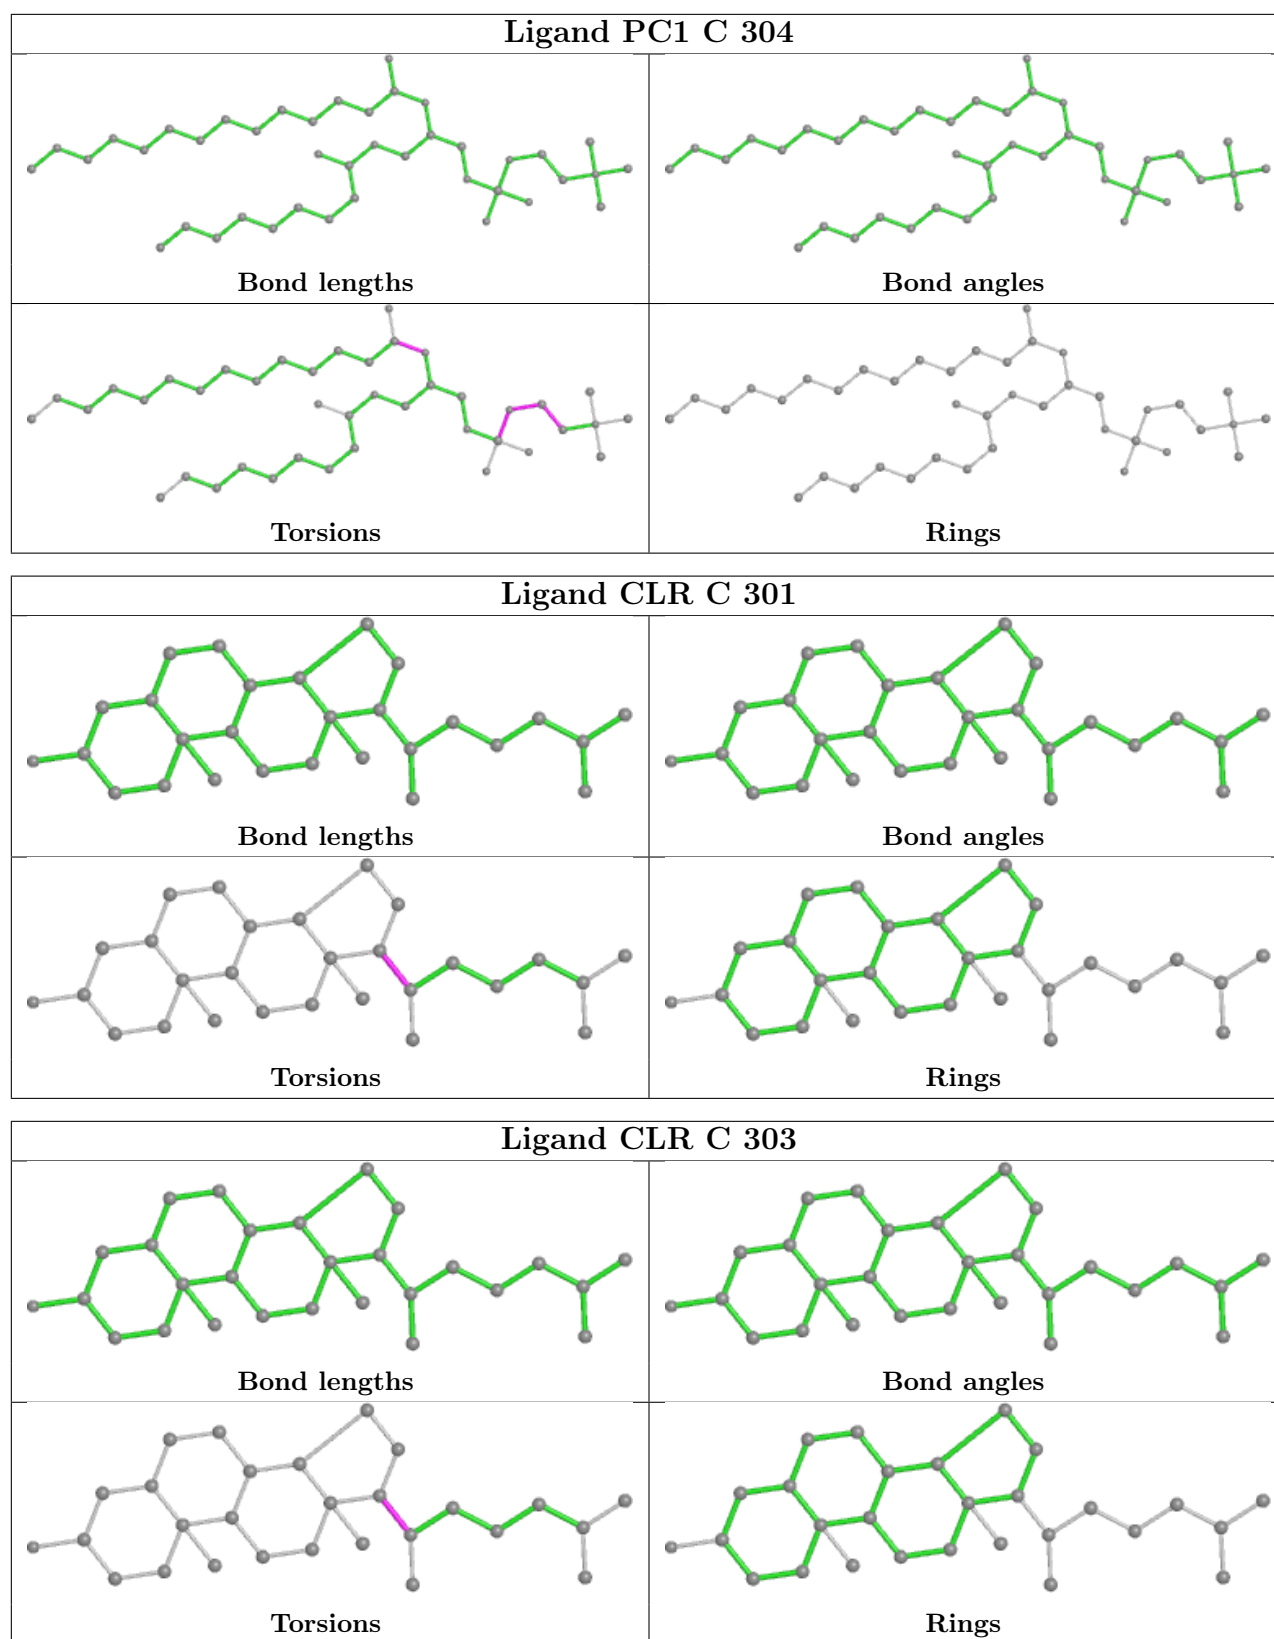 Ligand PC1 C 304
Bond lengths
Bond angles
Torsions
Rings
Ligand CLR C 301
Bond lengths
Bond angles
Torsions
Rings
Ligand CLR C 303
Bond lengths
Bond angles
Torsions
Rings